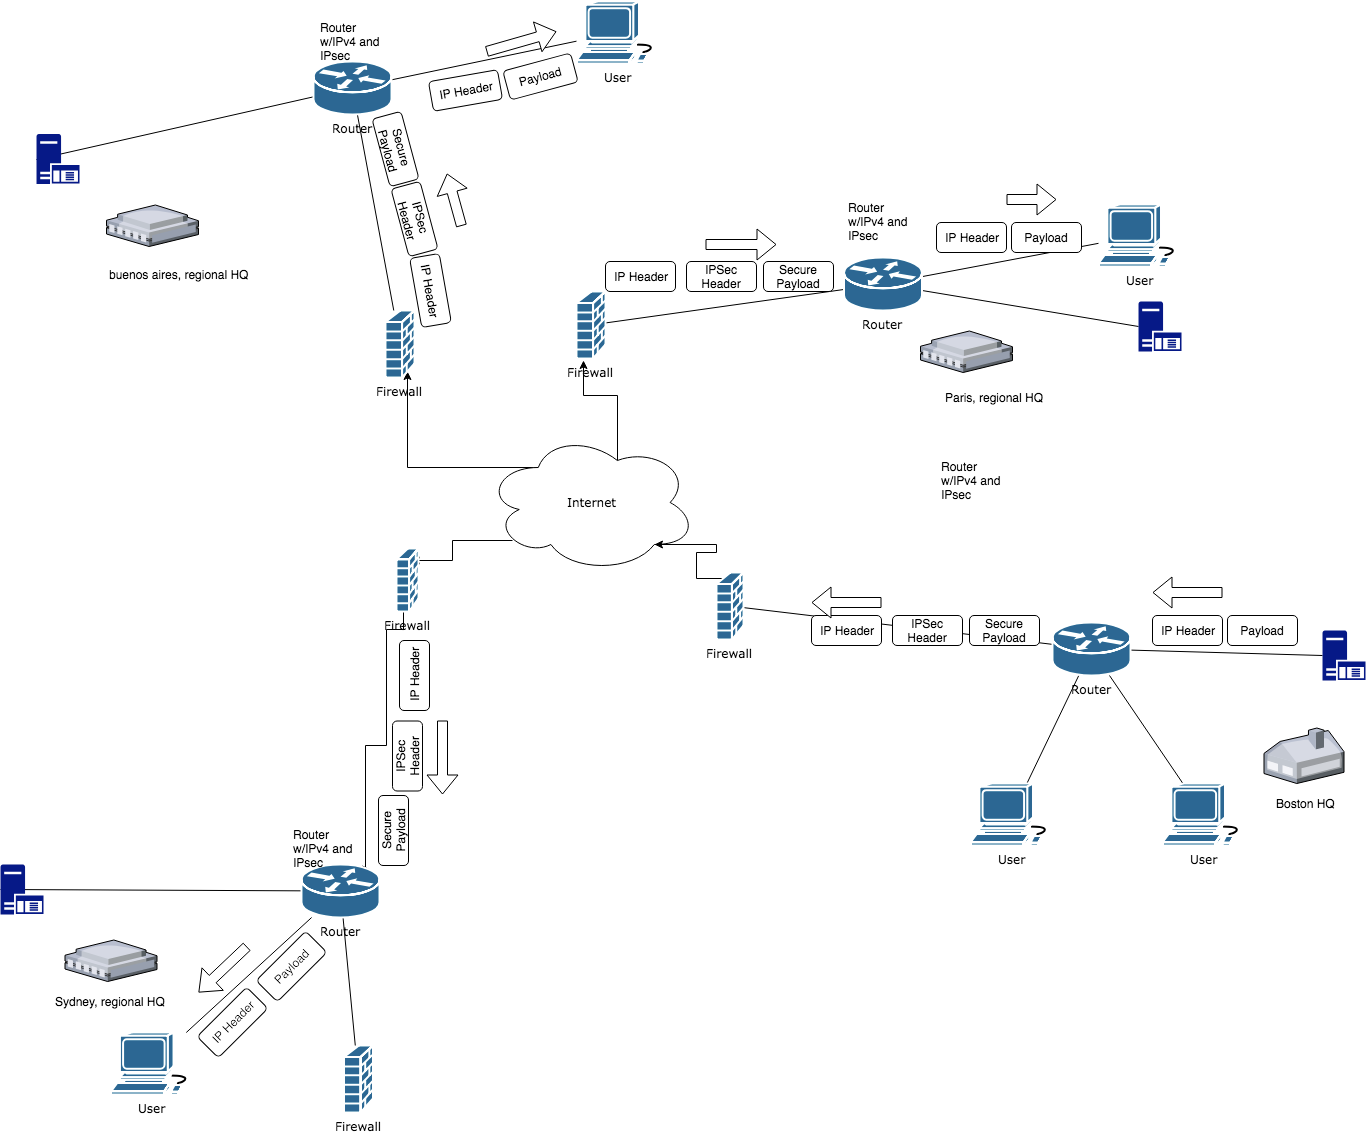 Router
w/IPv4 and
IPsec
User
IP Header
Payload
Router
Secure
Payload
IPSec
Header
IP Header
buenos aires, regional HQ
Firewall
Router
w/IPv4 and
IPsec
IP Header
Payload
User
IP Header
IPSec
Header
Secure
Payload
Router
Firewall
Paris, regional HQ
Router
w/IPv4 and
IPsec
Internet
Firewall
IP Header
IPSec
Header
Secure
Payload
IP Header
Payload
Firewall
Router
Boston HQ
User
User
IP Header
IPSec
Header
Secure
Payload
Router
w/IPv4 and
IPsec
Router
Payload
IP Header
Sydney, regional HQ
User
Firewall